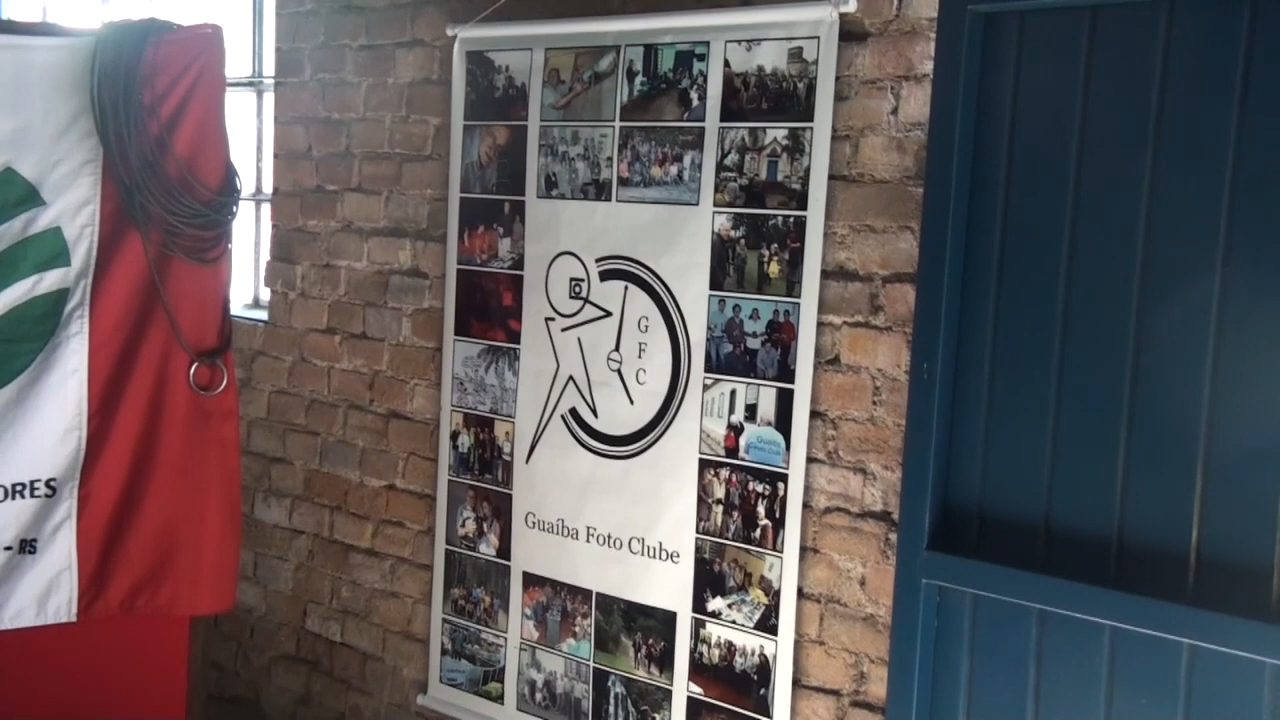 ORES
- RS
G
F
C
Guaíba
Foto Clube
Guaíba Foto Clube